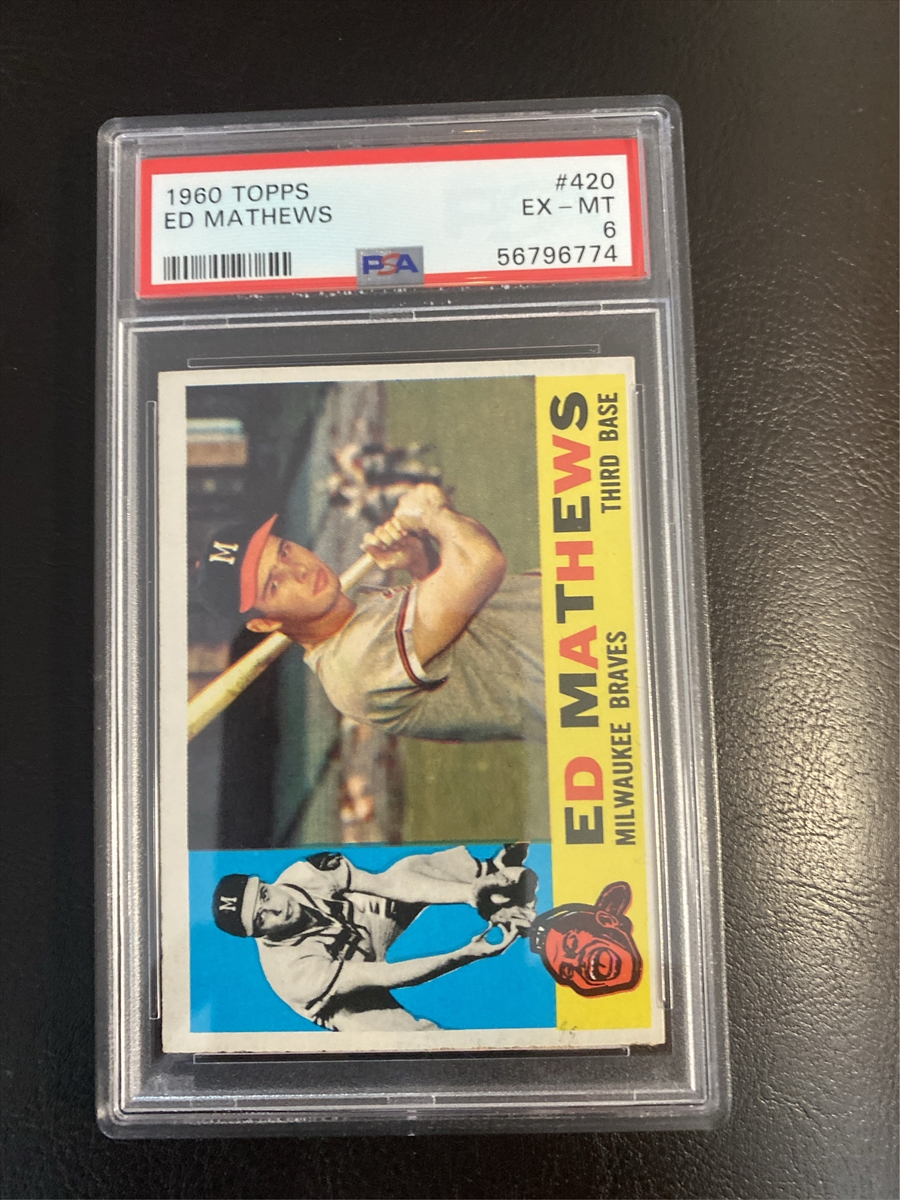 1960 TOPPS #420
ED MATHEWS EX - MT
6
56796774
PSA
M
ED MATHEWS
MILWAUKEE BRAVES THIRD BASE
M